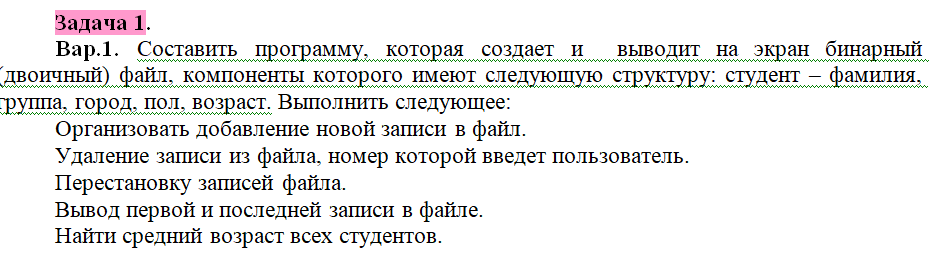 Задача 1.
Вар.1. Составить программу, которая создает и выводит на экран бинарный
(двоичный) файл, компоненты которого имеют следующую структуру: студент – фамилия,
группа, город, пол, возраст. Выполнить следующее:
Организовать добавление новой записи в файл.
Удаление записи из файла, номер которой введет пользователь.
Перестановку записей файла.
Вывод первой и последней записи в файле.
Найти средний возраст всех студентов.